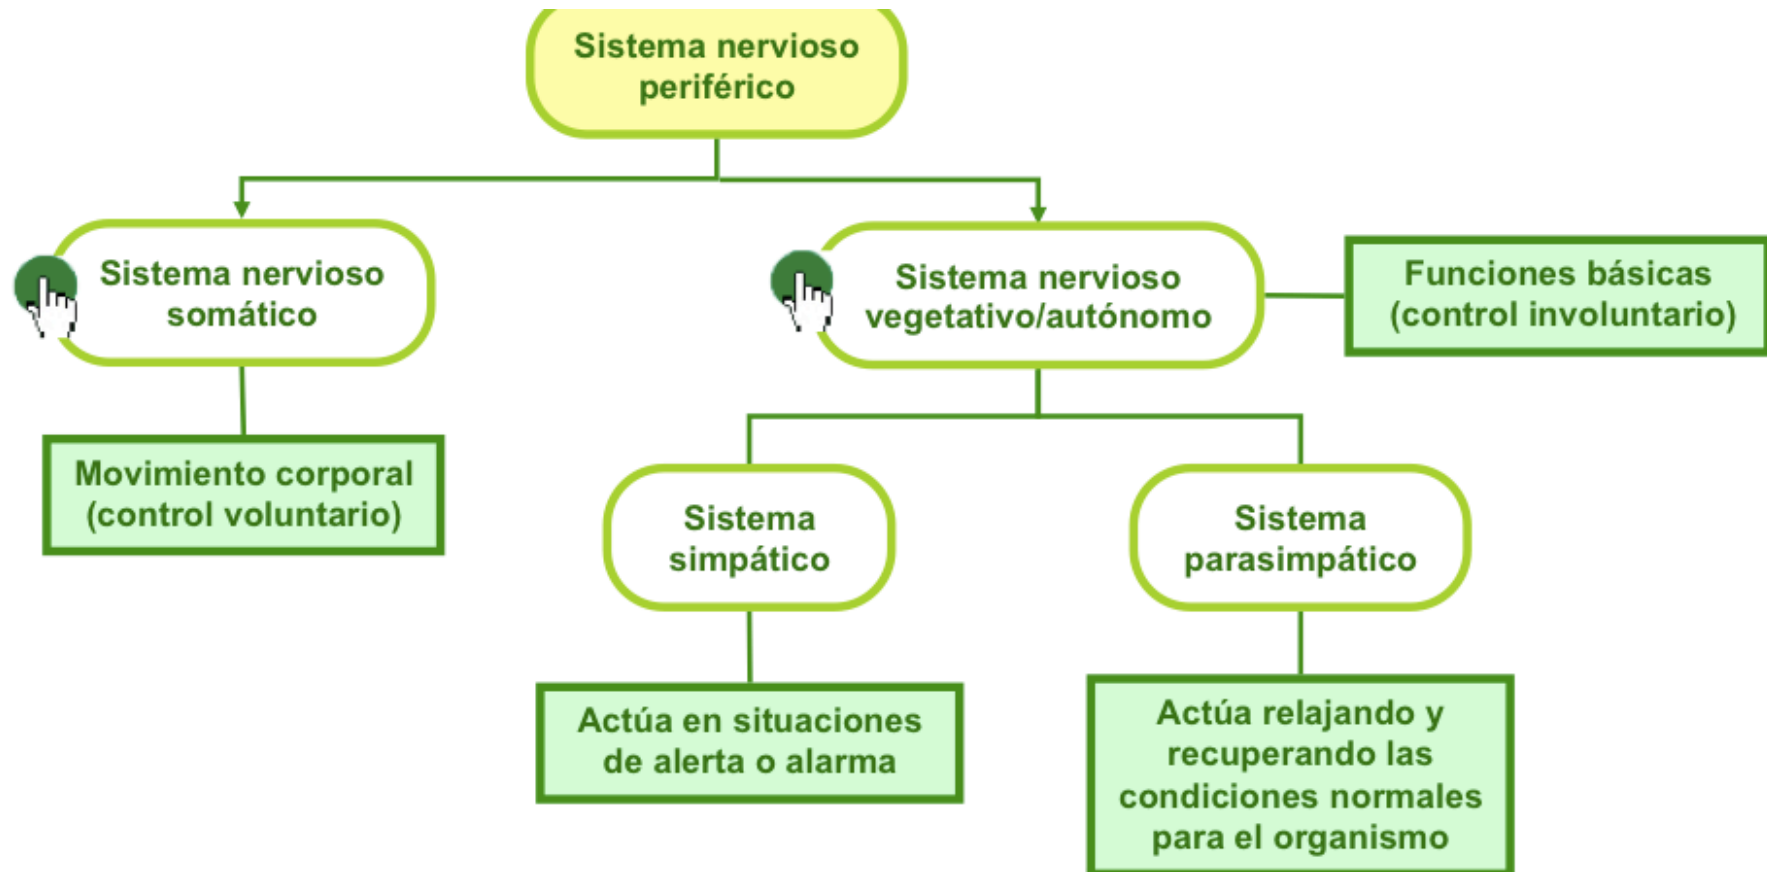 Sistema nervioso
periférico
Sistema nervioso
somático
Sistema nervioso
vegetativo/autónomo
Funciones básicas
(control involuntario)
Movimiento corporal
(control voluntario)
Sistema
simpático
Sistema
parasimpático
Actúa en situaciones
de alerta o alarma
Actúa relajando y
recuperando las
condiciones normales
para el organismo